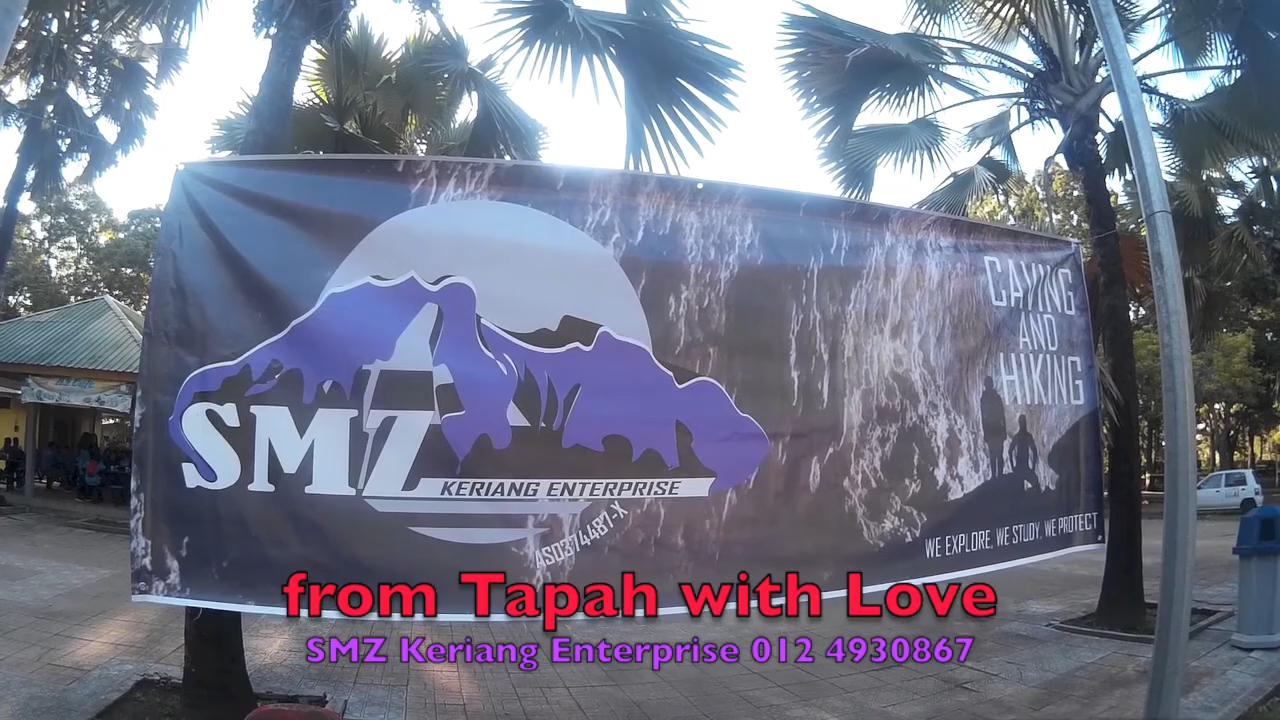 CAVING
AND
HIKING
SMZ
KERIANG ENTERPRISE
AS0374487-X
WE EXPLORE, WE STUDY, WE PROTECT
from Tapah with Love
SMZ Keriang Enterprise 012 4930867